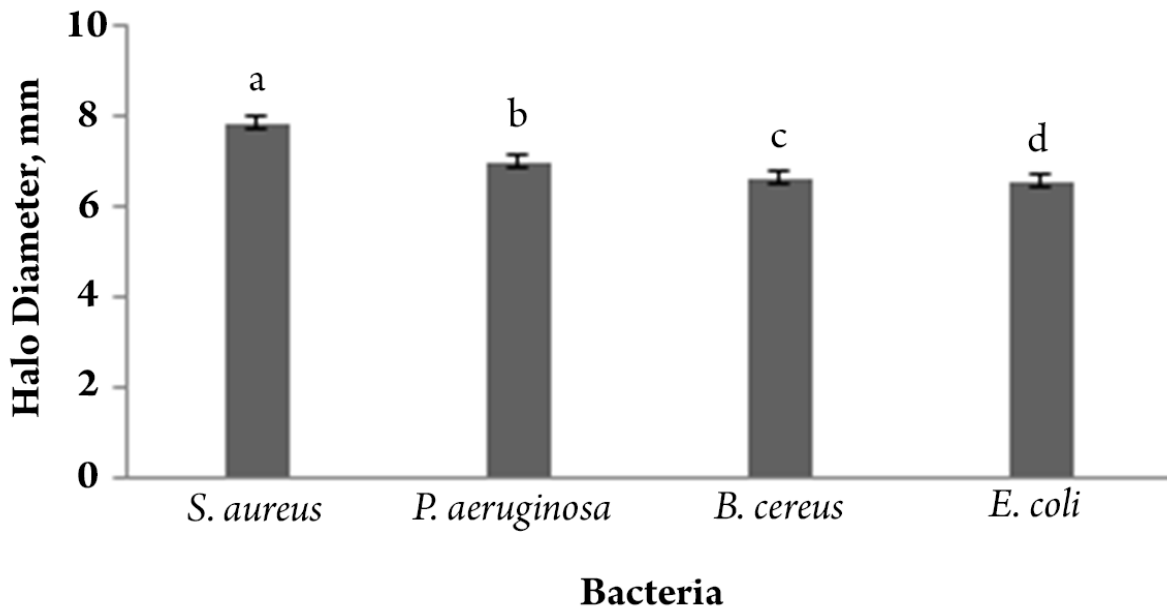 10
8
6
4
2
0
Halo Diameter, mm
a
b
c
d
S. aureus
P. aeruginosa
B. cereus
E. coli
Bacteria